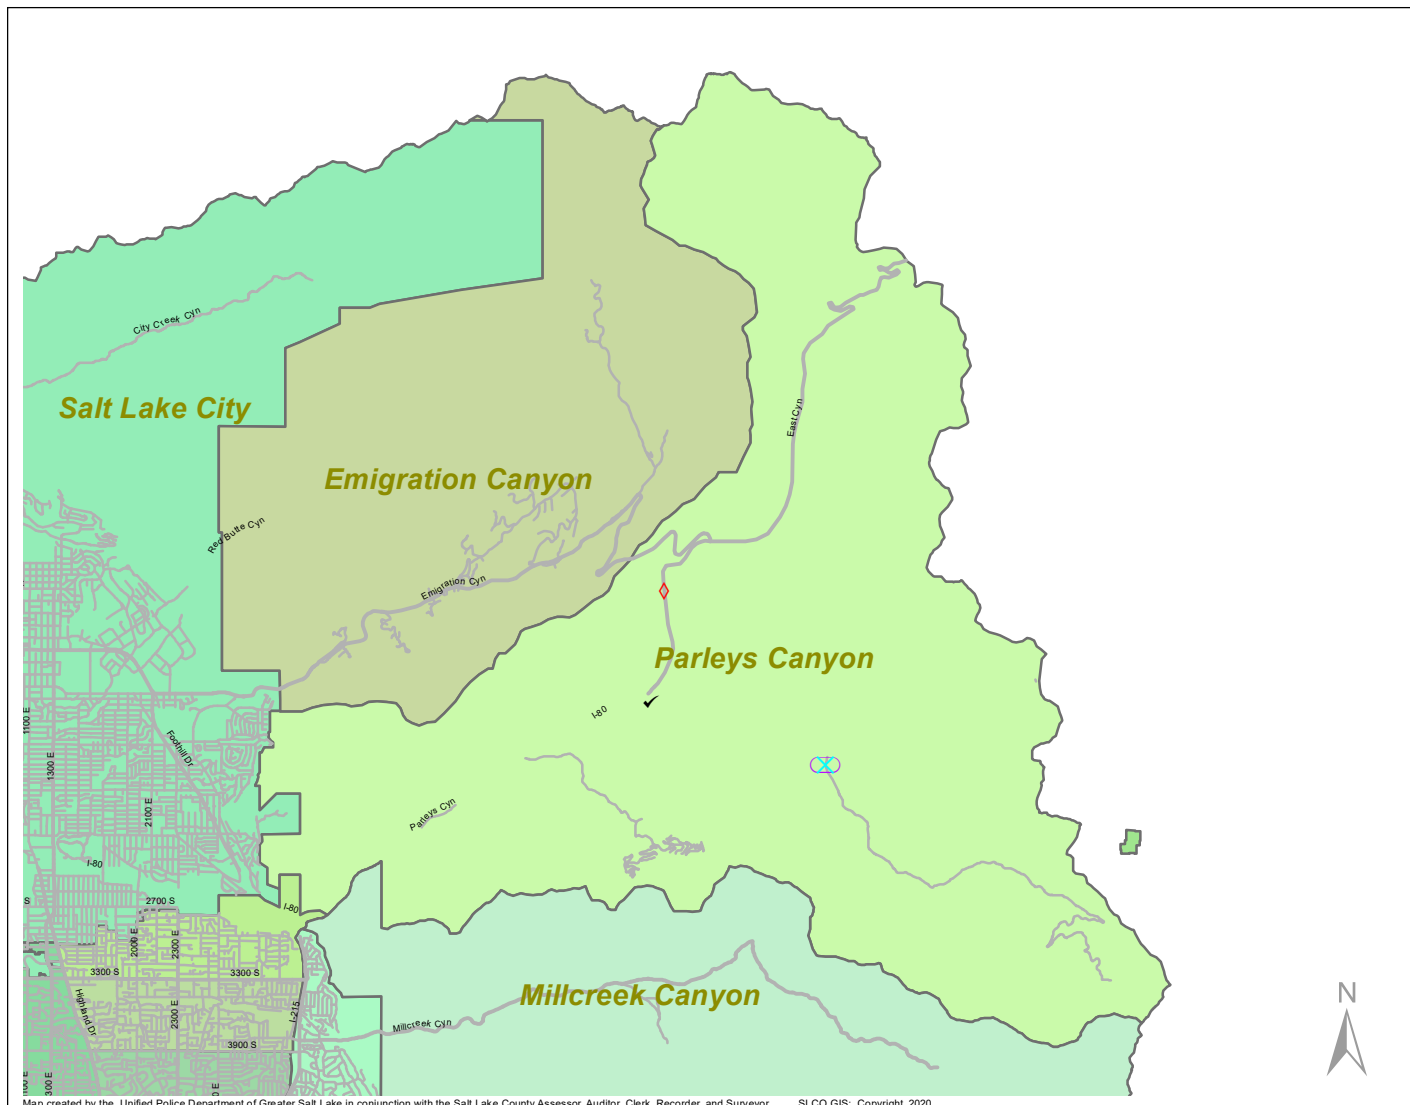 City Creek Cyn
Salt Lake City
East Cyn
Emigration Canyon
Red Butte Cyn
Emigration Cyn
Parleys Canyon
I-80
1100 E
Foothill Dr
1300 E
2100 E
Parleys Cyn
I-80
S
2700 S
I-80
2000 E
2300 E
3300 S
3300 S
Highland Dr
2300 E
I-215
Millcreek Canyon
N
Millcreek Cyn
3900 S
Map created by the Unified Police Department of Greater Salt Lake in conjunction with the Salt Lake County Assessor, Auditor, Clerk, Recorder, and Surveyor. SLCO GIS: Copyright 2020